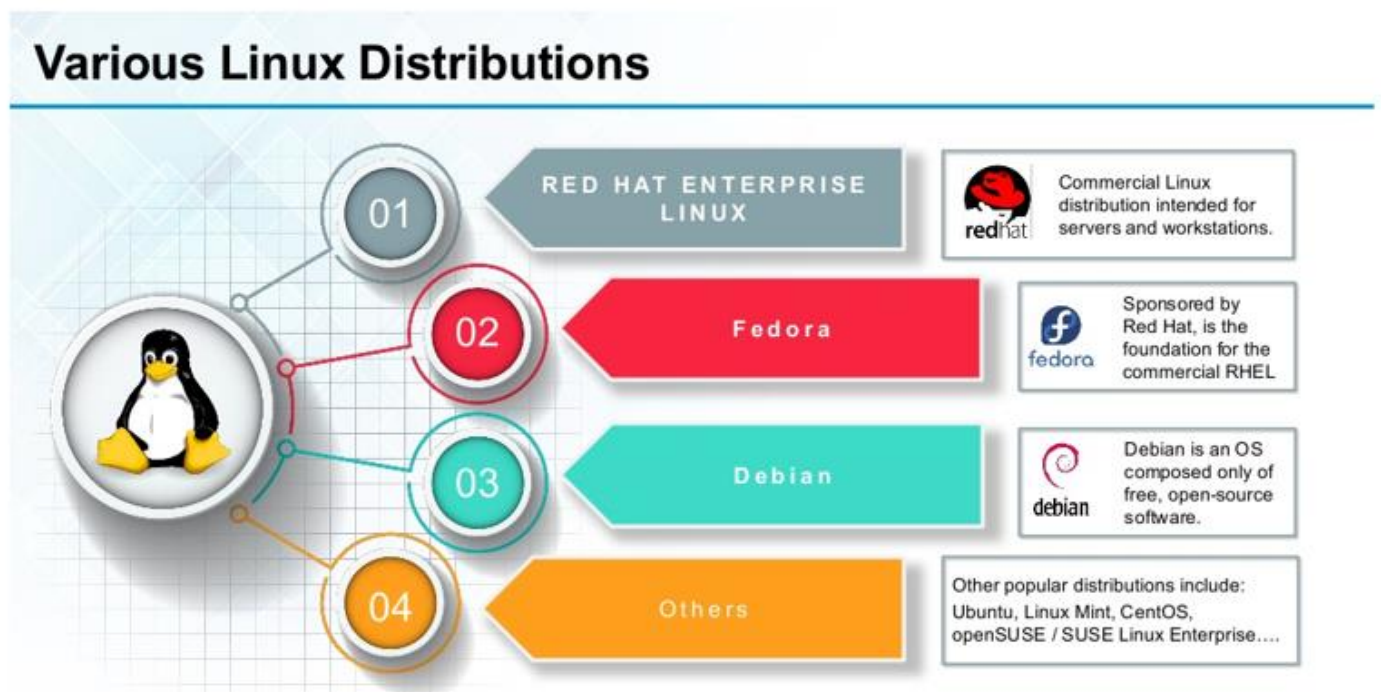 Various Linux Distributions
01
RED HAT ENTERPRISE
LINUX
redhat
Commercial Linux
distribution intended for
servers and workstations.
02
Fedora
fedora
Sponsored by
Red Hat, is the
foundation for the
commercial RHEL
03
Debian
debian
Debian is an OS
composed only of
free, open-source
software.
04
Others
Other popular distributions include:
Ubuntu, Linux Mint, CentOS,
openSUSE / SUSE Linux Enterprise....